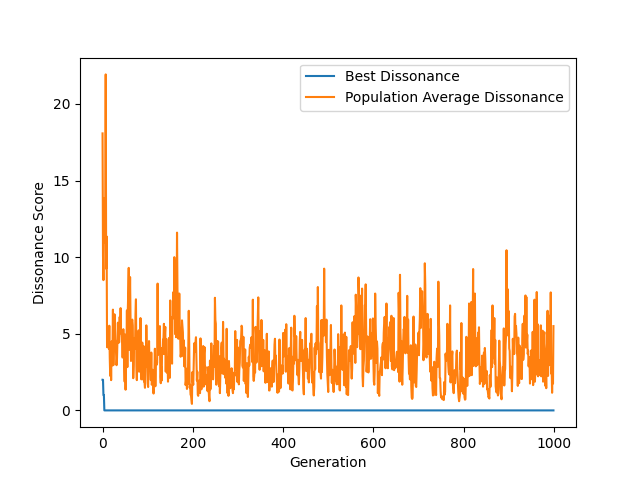 Best Dissonance
Population Average Dissonance
Dissonance Score
20
15
10
5
0
0 200 400 600 800 1000
Generation